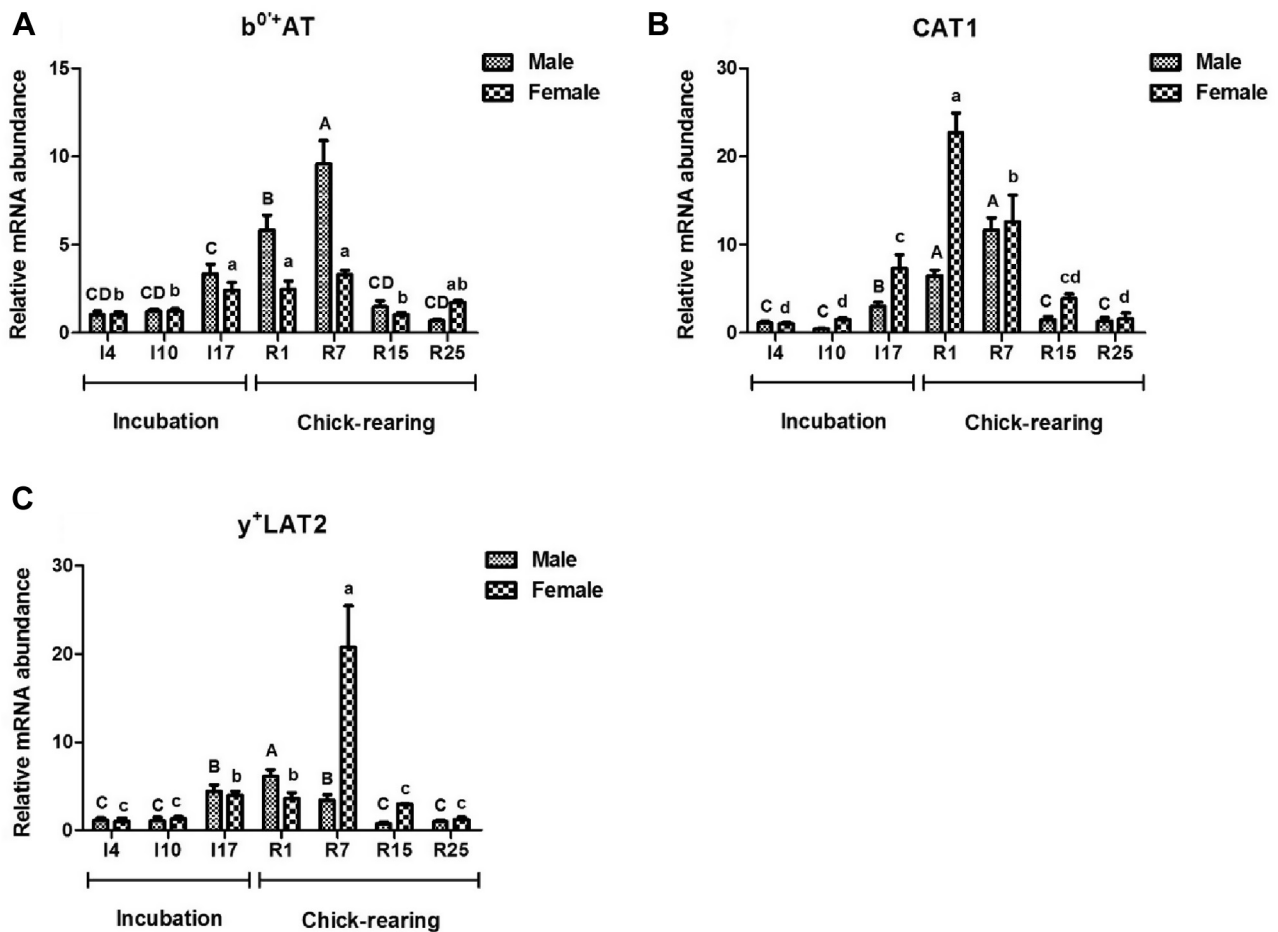 A
b⁰'⁺AT
Male
Female
Relative mRNA abundance
15
10
5
0
CD b CD b C a B a A a CD b CD ab
I4 I10 I17 R1 R7 R15 R25
Incubation Chick-rearing
B
CAT1
Male
Female
Relative mRNA abundance
30
20
10
0
C d C d B c A a A b C cd C d
I4 I10 I17 R1 R7 R15 R25
Incubation Chick-rearing
C
y⁺LAT2
Male
Female
Relative mRNA abundance
30
20
10
0
C c C c B b A b B a C c C c
I4 I10 I17 R1 R7 R15 R25
Incubation Chick-rearing